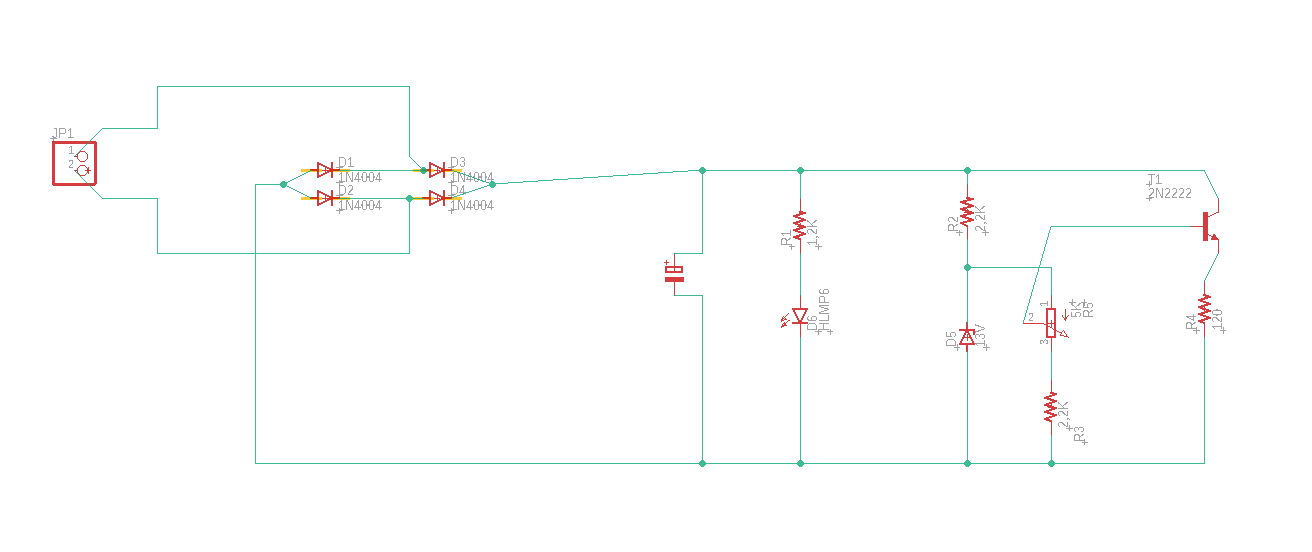 JP1
1
2
D1
1N4004
D2
1N4004
D3
1N4004
D4
1N4004
R1
1,2K
D6
HLMP6
R2
2,2K
D5
13V
1
2
3
5K
R5
2,2K
R3
T1
2N2222
R4
120